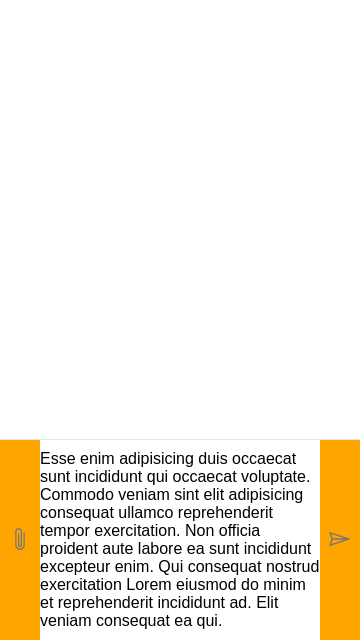 Esse enim adipisicing duis occaecat
sunt incididunt qui occaecat voluptate.
Commodo veniam sint elit adipisicing
consequat ullamco reprehenderit
tempor exercitation. Non officia
proident aute labore ea sunt incididunt
excepteur enim. Qui consequat nostrud
exercitation Lorem eiusmod do minim
et reprehenderit incididunt ad. Elit
veniam consequat ea qui.